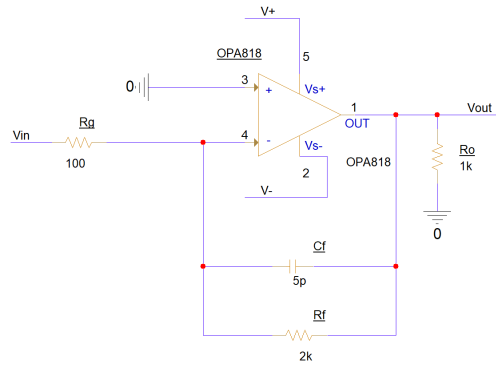 V+
OPA818
5
0
3
+
Vs+
1
Vout
Rg
OUT
Vin
4
-
Vs-
OPA818
Ro
100
1k
2
V-
0
Cf
5p
Rf
2k